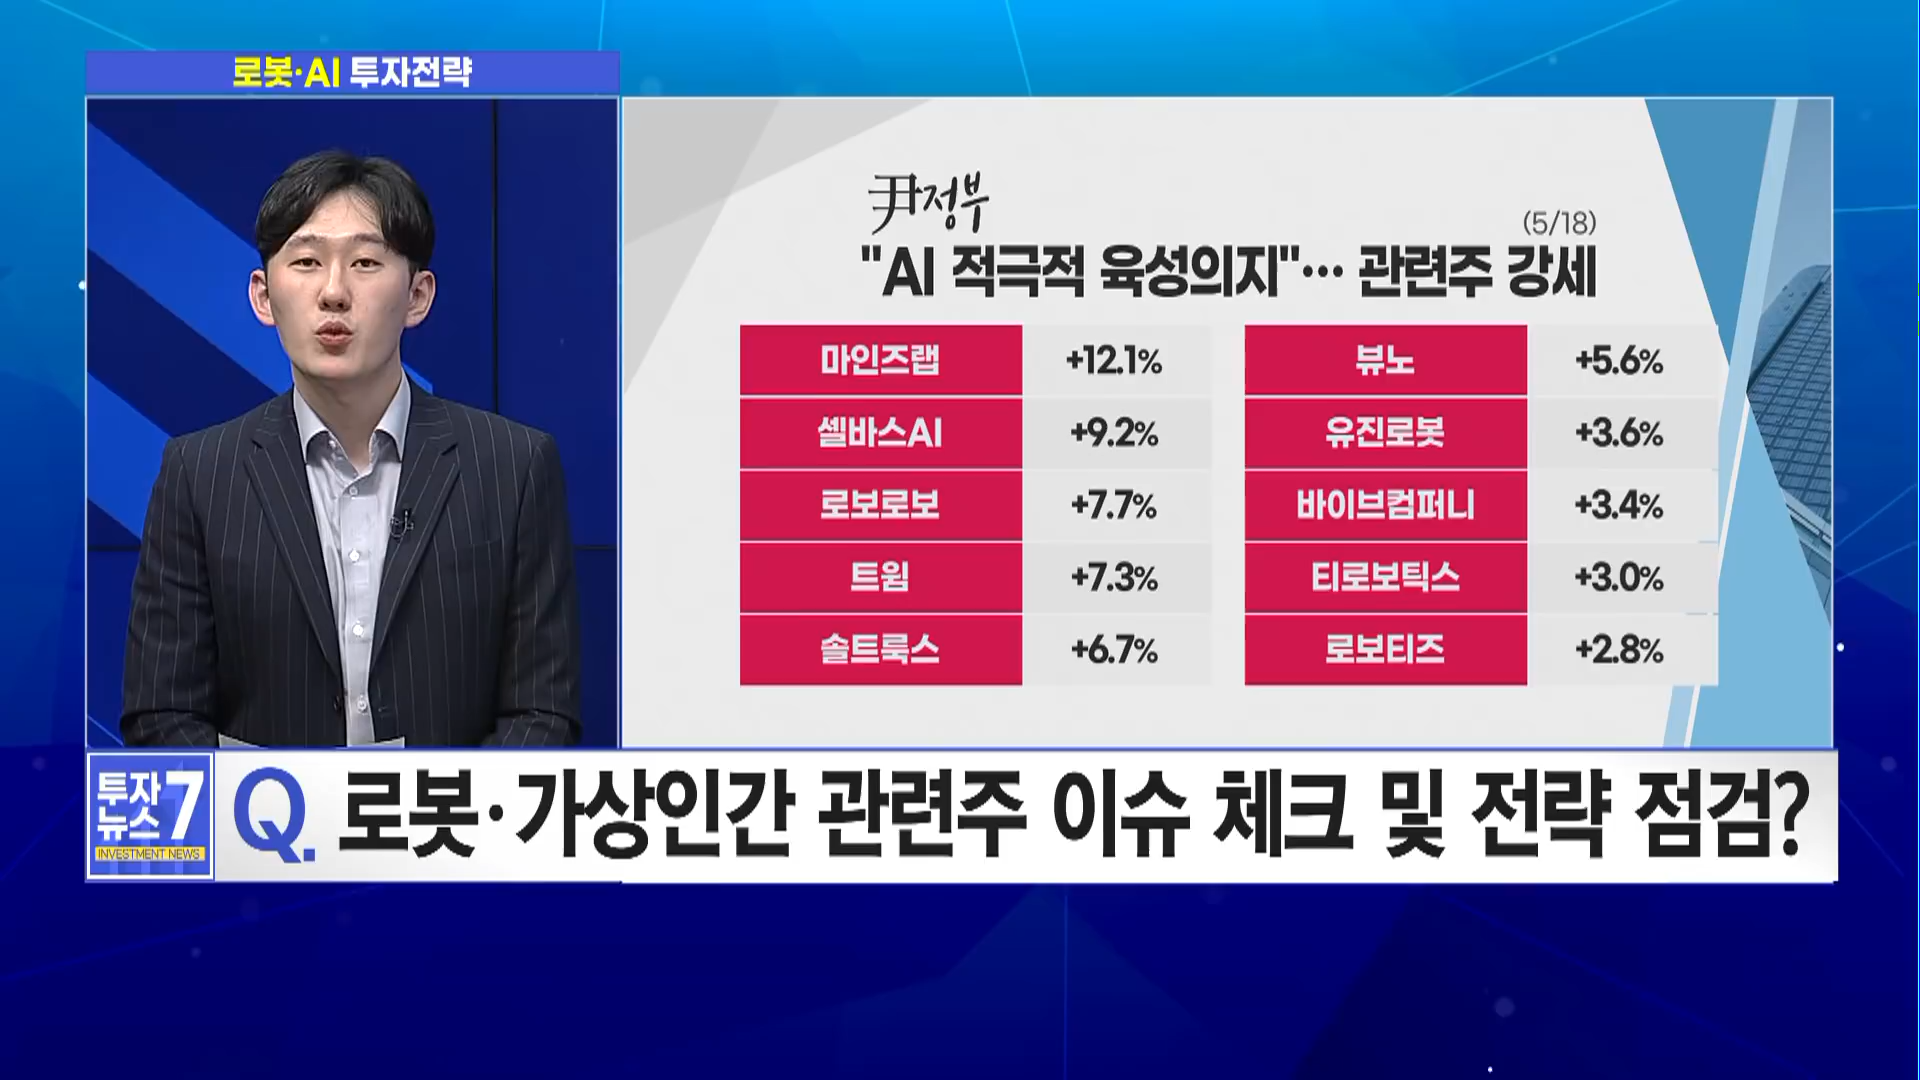 로봇·AI 투자전략
尹정부
(5/18)
"AI 적극적 육성의지"··· 관련주 강세
마인즈랩 +12.1% 뷰노 +5.6%
셀바스AI +9.2% 유진로봇 +3.6%
로보로보 +7.7% 바이브컴퍼니 +3.4%
트윔 +7.3% 티로보틱스 +3.0%
솔트룩스 +6.7% 로보티즈 +2.8%
투자
뉴스 7
INVESTMENT NEWS
Q. 로봇·가상인간 관련주 이슈 체크 및 전략 점검?